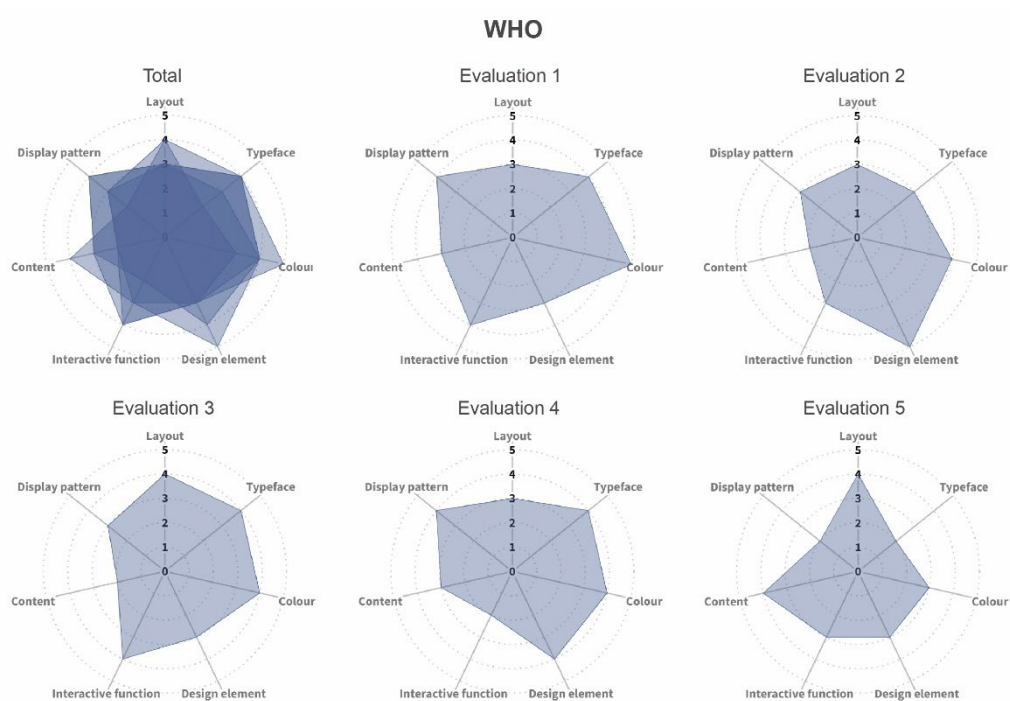 WHO
Total
Layout
5
4
3
2
1
0
Display pattern
Typeface
Content
Colour
Interactive function
Design element
Evaluation 1
Layout
5
4
3
2
1
0
Display pattern
Typeface
Content
Colour
Interactive function
Design element
Evaluation 2
Layout
5
4
3
2
1
0
Display pattern
Typeface
Content
Colour
Interactive function
Design element
Evaluation 3
Layout
5
4
3
2
1
0
Display pattern
Typeface
Content
Colour
Interactive function
Design element
Evaluation 4
Layout
5
4
3
2
1
0
Display pattern
Typeface
Content
Colour
Interactive function
Design element
Evaluation 5
Layout
5
4
3
2
1
0
Display pattern
Typeface
Content
Colour
Interactive function
Design element